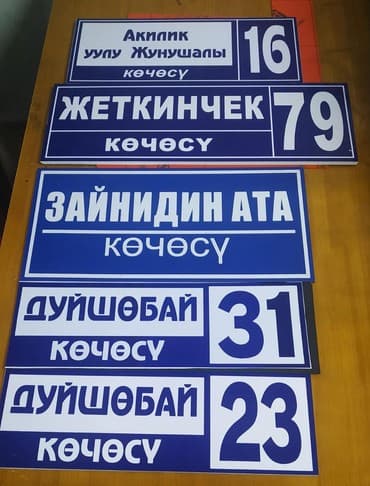 Акилик
уулу Жунушалы
көчөсү
16
ЖЕТКИНЧЕК
көчөсү
79
ЗАЙНИДИН АТА
көчөсү
ДУЙШӨБАЙ
көчөсү
31
ДУЙШӨБАЙ
көчөсү
23